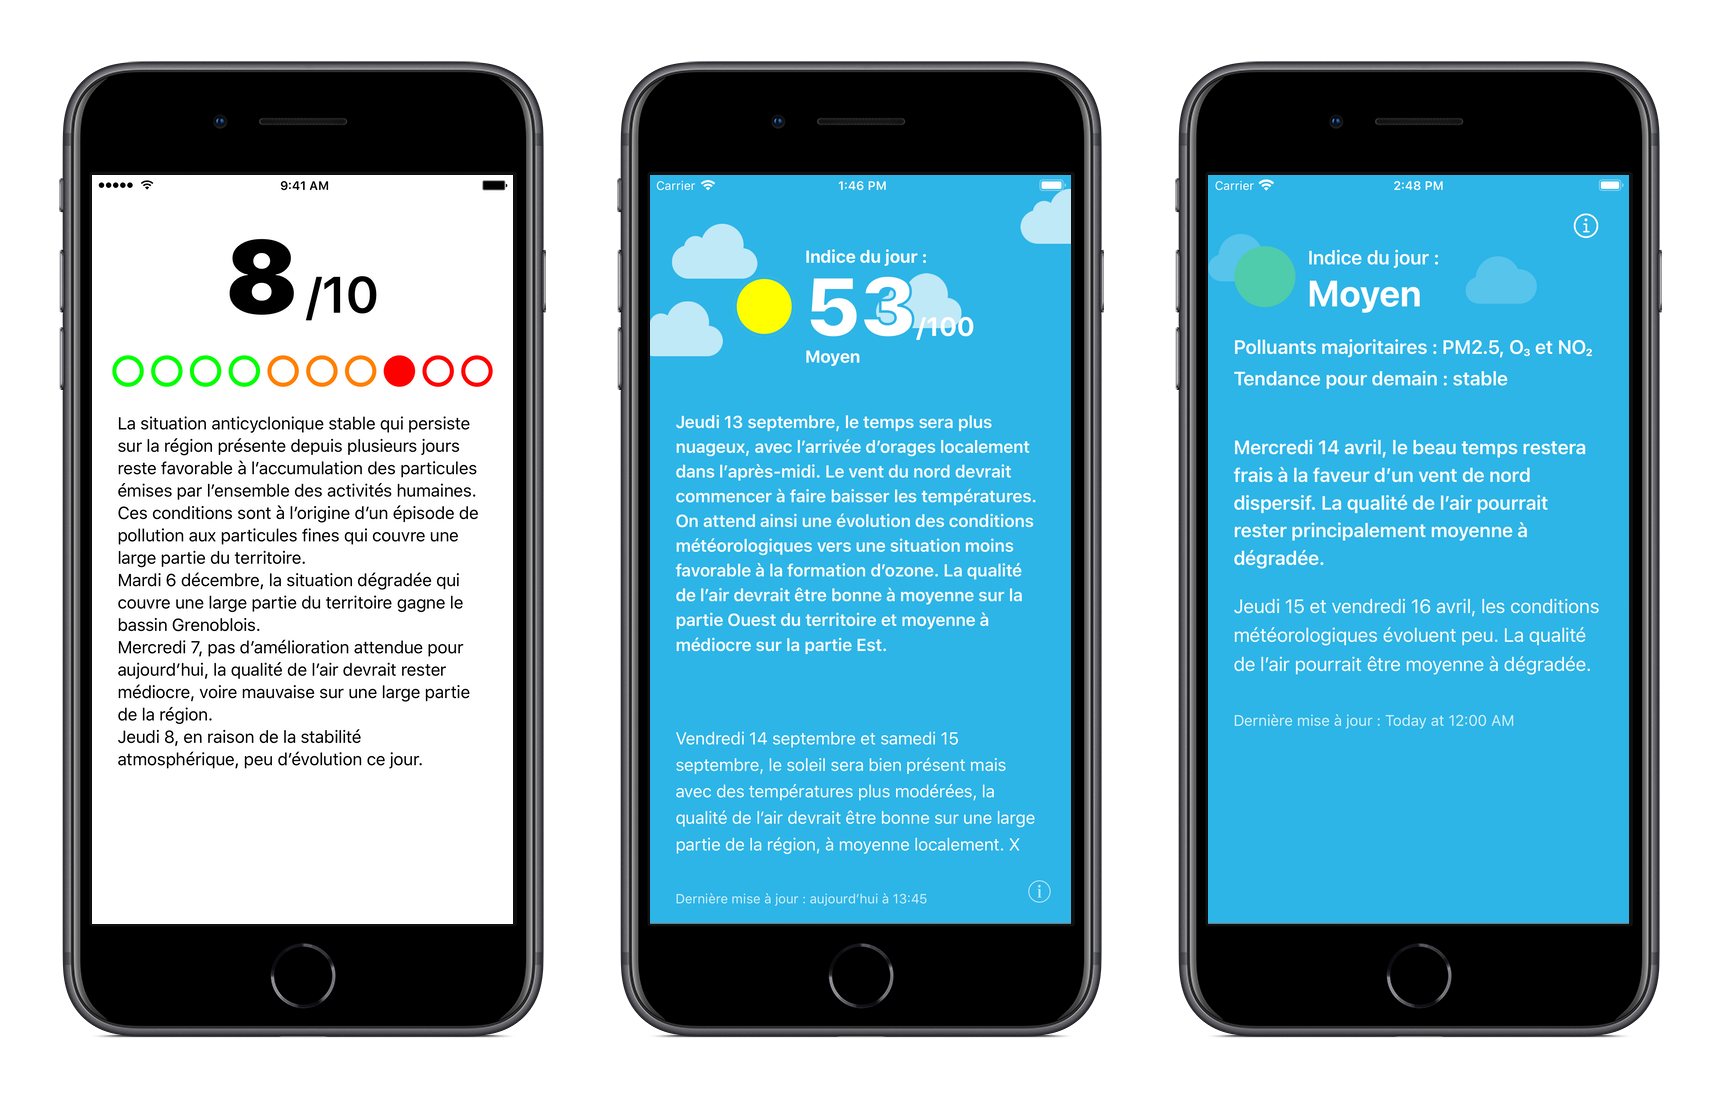 9:41 AM
8 /10
La situation anticyclonique stable qui persiste
sur la région présente depuis plusieurs jours
reste favorable à l’accumulation des particules
émises par l’ensemble des activités humaines.
Ces conditions sont à l’origine d’un épisode de
pollution aux particules fines qui couvre une
large partie du territoire.
Mardi 6 décembre, la situation dégradée qui
couvre une large partie du territoire gagne le
bassin Grenoblois.
Mercredi 7, pas d’amélioration attendue pour
aujourd’hui, la qualité de l’air devrait rester
médiocre, voire mauvaise sur une large partie
de la région.
Jeudi 8, en raison de la stabilité
atmosphérique, peu d’évolution ce jour.
Carrier 1:46 PM
Indice du jour :
53/100
Moyen
Jeudi 13 septembre, le temps sera plus
nuageux, avec l’arrivée d’orages localement
dans l’après-midi. Le vent du nord devrait
commencer à faire baisser les températures.
On attend ainsi une évolution des conditions
météorologiques vers une situation moins
favorable à la formation d’ozone. La qualité
de l’air devrait être bonne à moyenne sur la
partie Ouest du territoire et moyenne à
médiocre sur la partie Est.
Vendredi 14 septembre et samedi 15
septembre, le soleil sera bien présent mais
avec des températures plus modérées, la
qualité de l’air devrait être bonne sur une large
partie de la région, à moyenne localement. X
Dernière mise à jour : aujourd’hui à 13:45
Carrier 2:48 PM
Indice du jour :
Moyen
Polluants majoritaires : PM2.5, O₃ et NO₂
Tendance pour demain : stable
Mercredi 14 avril, le beau temps restera
frais à la faveur d’un vent de nord
dispersif. La qualité de l’air pourrait
rester principalement moyenne à
dégradée.
Jeudi 15 et vendredi 16 avril, les conditions
météorologiques évoluent peu. La qualité
de l’air pourrait être moyenne à dégradée.
Dernière mise à jour : Today at 12:00 AM